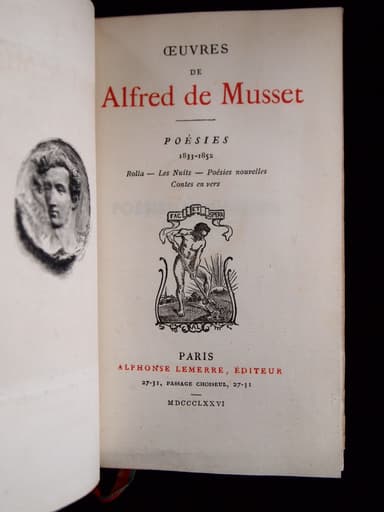 ŒUVRES
DE
Alfred de Musset
POÉSIES
1833-1852
Rolla — Les Nuits — Poésies nouvelles
Contes en vers
FAC ET SPERA
AL
PARIS
ALPHONSE LEMERRE, ÉDITEUR
27-31, PASSAGE CHOISEUL, 27-31
MDCCCLXXVI